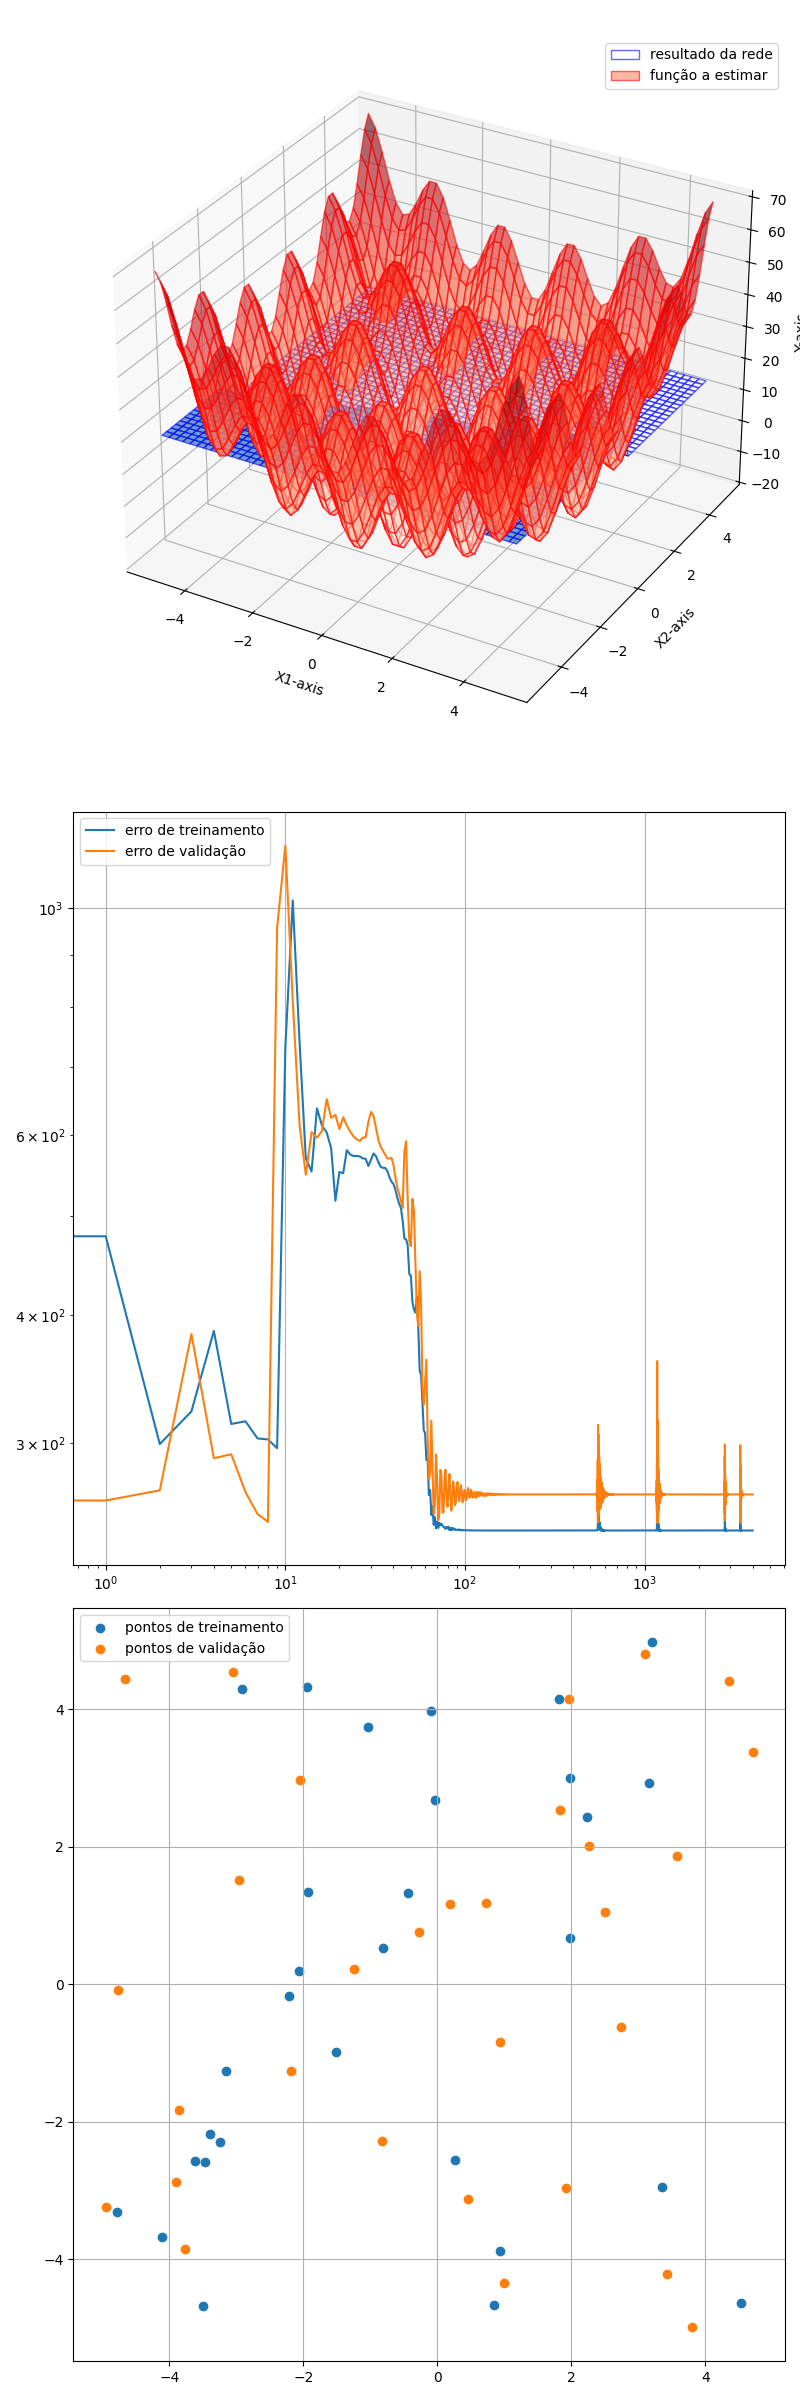 resultado da rede
função a estimar
70
60
50
40
30
20
10
0
−10
−20
4
2
0
−2
−4
X2-axis
−4
−2
0
2
4
X1-axis
erro de treinamento
erro de validação
10³
6 × 10²
4 × 10²
3 × 10²
10⁰ 10¹ 10² 10³
pontos de treinamento
pontos de validação
4
2
0
−2
−4
−4 −2 0 2 4